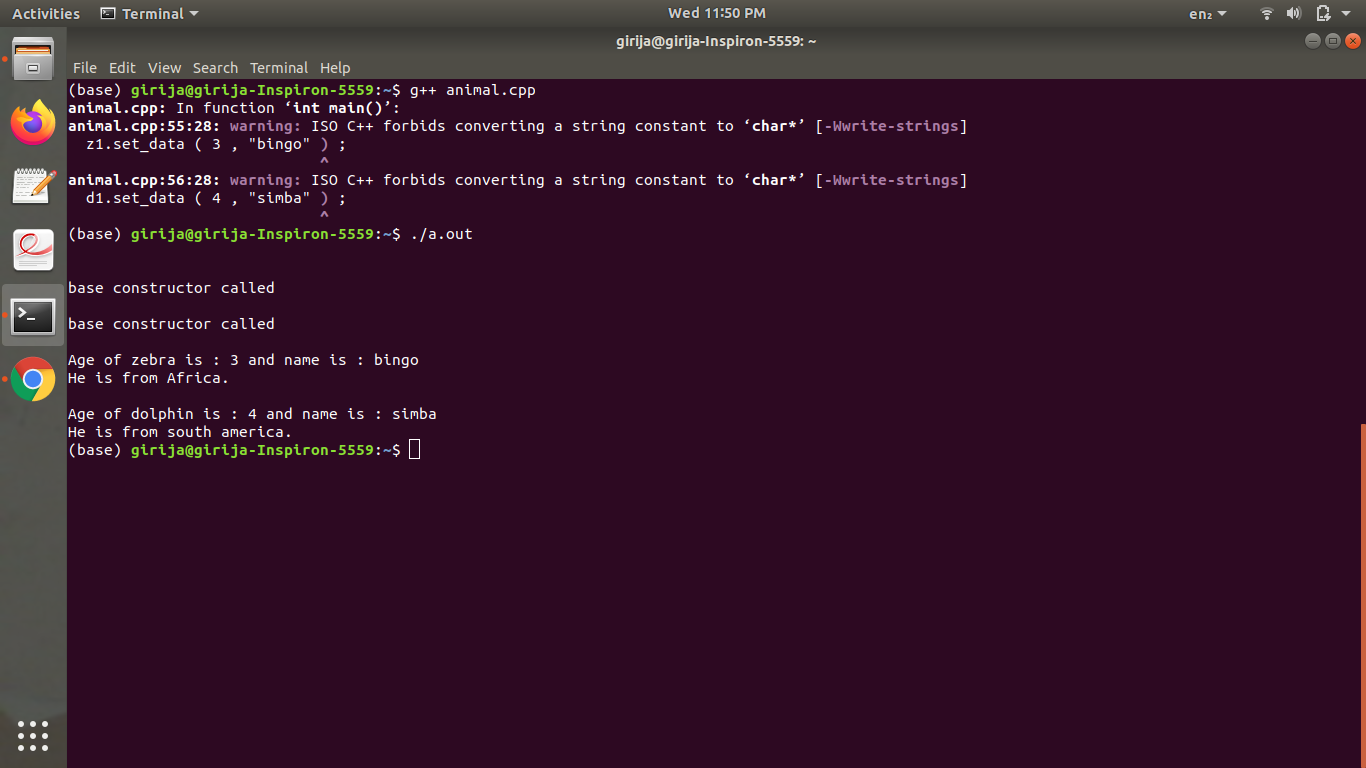 Activities Terminal Wed 11:50 PM en₂
girija@girija-Inspiron-5559: ~
File Edit View Search Terminal Help
(base) girija@girija-Inspiron-5559:~$ g++ animal.cpp
animal.cpp: In function ‘int main()’:
animal.cpp:55:28: warning: ISO C++ forbids converting a string constant to ‘char*’ [-Wwrite-strings]
  z1.set_data ( 3 , "bingo" ) ;
                            ^
animal.cpp:56:28: warning: ISO C++ forbids converting a string constant to ‘char*’ [-Wwrite-strings]
  d1.set_data ( 4 , "simba" ) ;
                            ^
(base) girija@girija-Inspiron-5559:~$ ./a.out
base constructor called
base constructor called
Age of zebra is : 3 and name is : bingo
He is from Africa.
Age of dolphin is : 4 and name is : simba
He is from south america.
(base) girija@girija-Inspiron-5559:~$